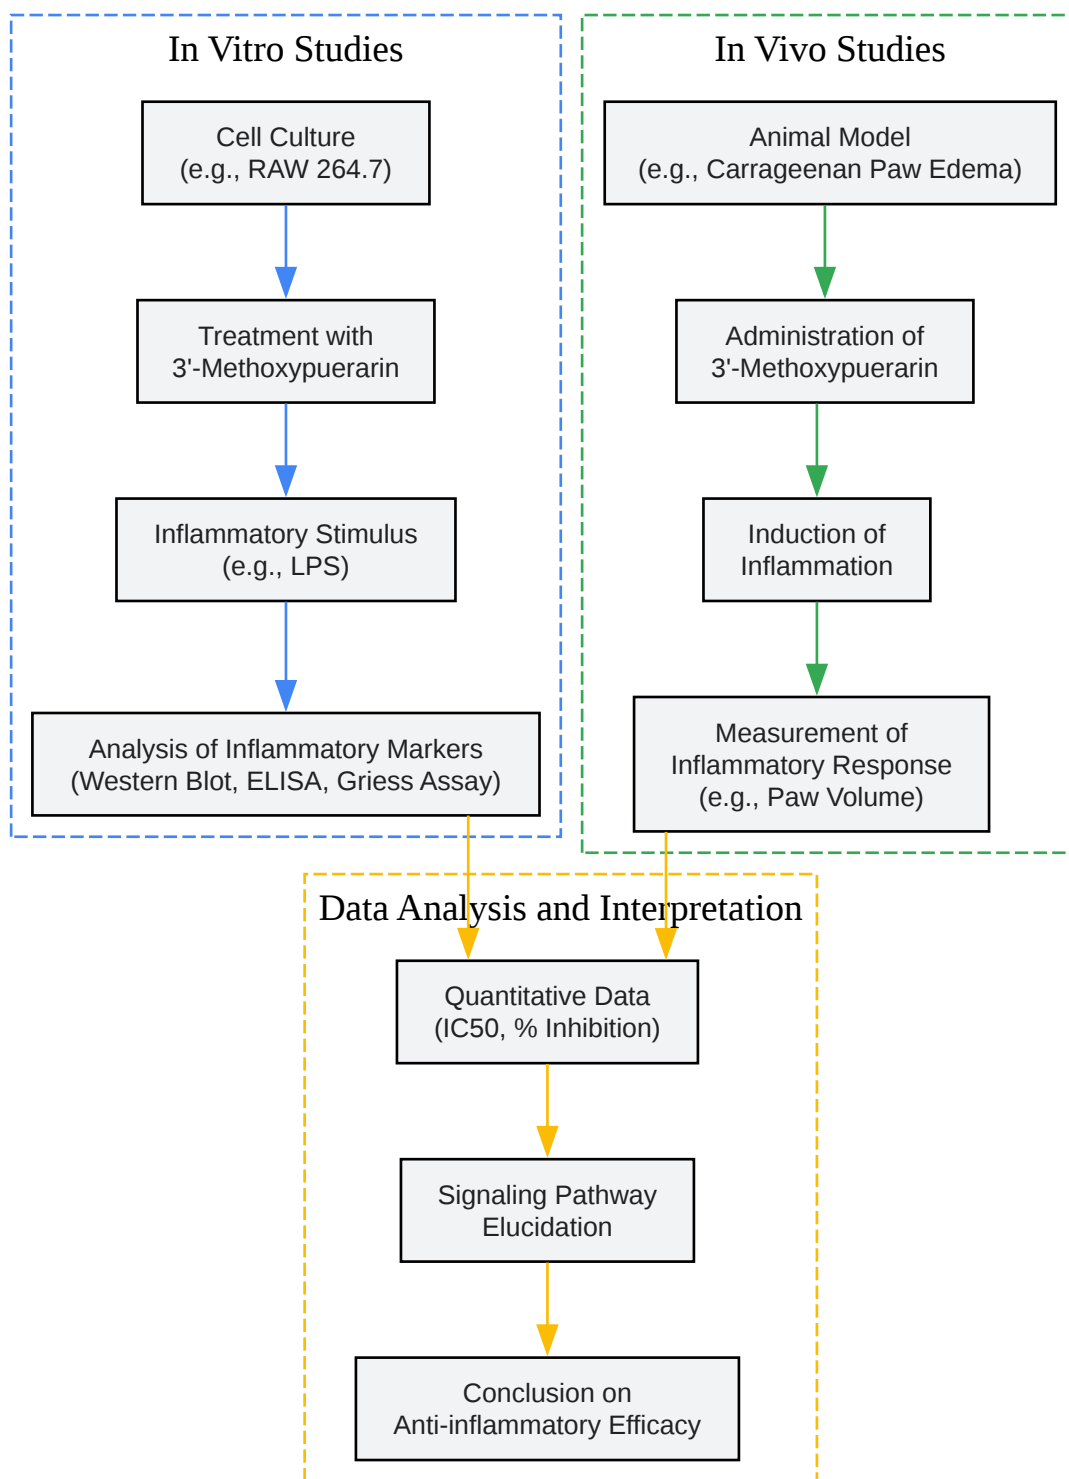 In Vitro Studies
Cell Culture
(e.g., RAW 264.7)
Treatment with
3'-Methoxypuerarin
Inflammatory Stimulus
(e.g., LPS)
Analysis of Inflammatory Markers
(Western Blot, ELISA, Griess Assay)
In Vivo Studies
Animal Model
(e.g., Carrageenan Paw Edema)
Administration of
3'-Methoxypuerarin
Induction of
Inflammation
Measurement of
Inflammatory Response
(e.g., Paw Volume)
Data Analysis and Interpretation
Quantitative Data
(IC50, % Inhibition)
Signaling Pathway
Elucidation
Conclusion on
Anti-inflammatory Efficacy